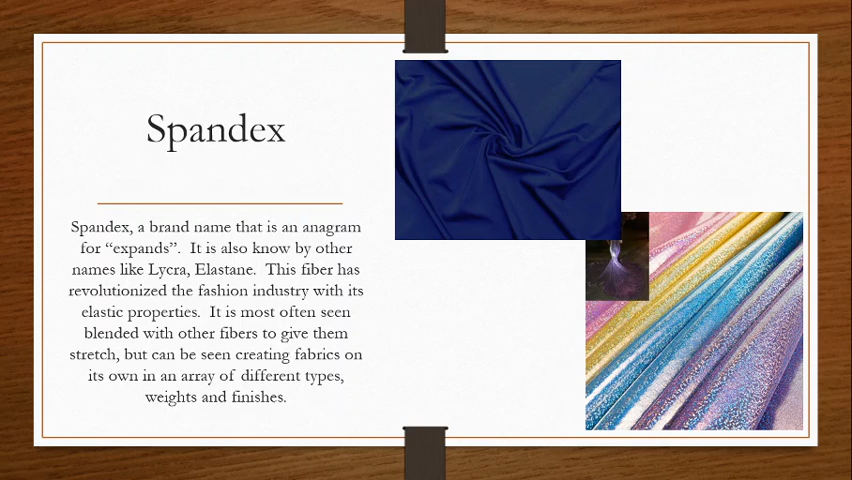 Spandex
Spandex, a brand name that is an anagram
for “expands”.  It is also know by other
names like Lycra, Elastane.  This fiber has
revolutionized the fashion industry with its
elastic properties.  It is most often seen
blended with other fibers to give them
stretch, but can be seen creating fabrics on
its own in an array of different types,
weights and finishes.